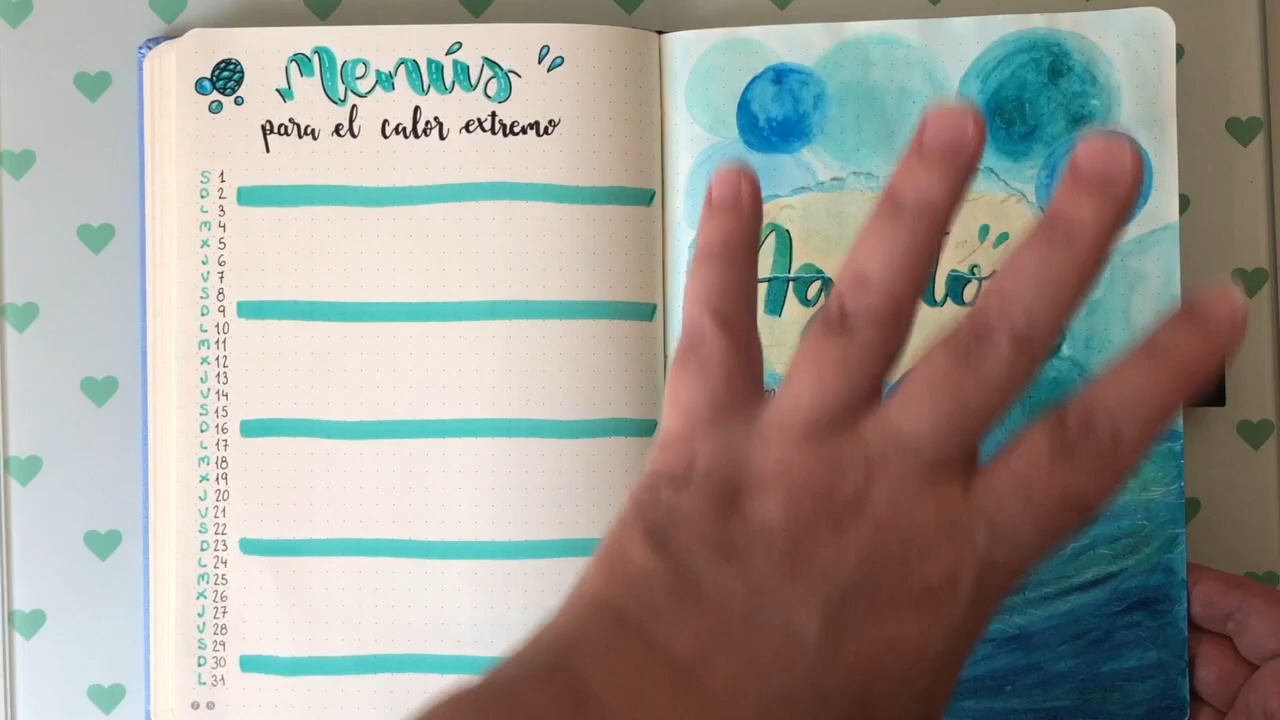 Menús
para el calor extremo
S 1
D 2
L 3
M 4
X 5
J 6
V 7
S 8
D 9
L 10
M 11
X 12
J 13
V 14
S 15
D 16
L 17
M 18
X 19
J 20
V 21
S 22
D 23
L 24
M 25
X 26
J 27
V 28
S 29
D 30
L 31